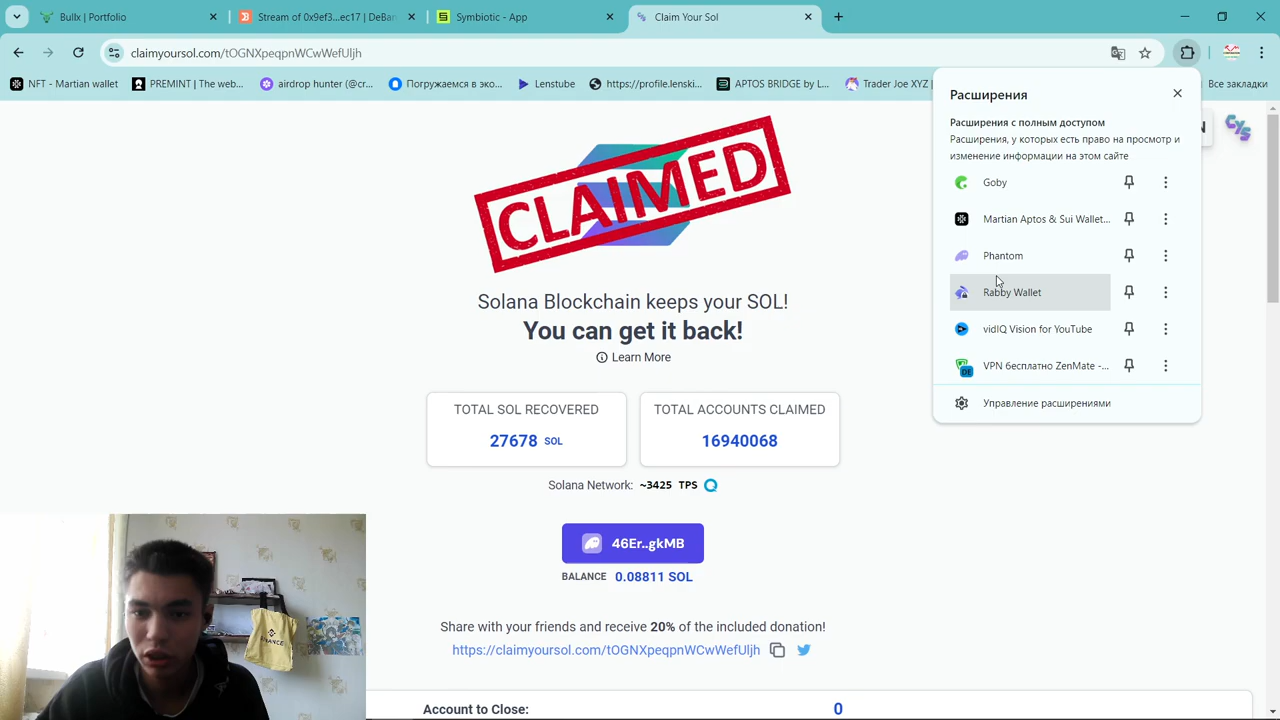 Bullx | Portfolio
Stream of 0x9ef3...ec17 | DeBan
Symbiotic - App
Claim Your Sol
claimyoursol.com/tOGNXpeqpnWCwWefUljh
NFT - Martian wallet
PREMINT | The web...
airdrop hunter (@cr...
Погружаемся в эко...
Lenstube
https://profile.lenski...
APTOS BRIDGE by L...
Trader Joe XYZ |
Все закладки
Расширения
Расширения с полным доступом
Расширения, у которых есть право на просмотр и
изменение информации на этом сайте
Goby
Martian Aptos & Sui Wallet...
Phantom
Rabby Wallet
vidIQ Vision for YouTube
VPN бесплатно ZenMate -...
DE
Управление расширениями
N
CLAIMED
Solana Blockchain keeps your SOL!
You can get it back!
Learn More
TOTAL SOL RECOVERED
27678 SOL
TOTAL ACCOUNTS CLAIMED
16940068
Solana Network: ~3425 TPS
46Er..gkMB
BALANCE 0.08811 SOL
Share with your friends and receive 20% of the included donation!
https://claimyoursol.com/tOGNXpeqpnWCwWefUljh
Account to Close: 0
BINANCE